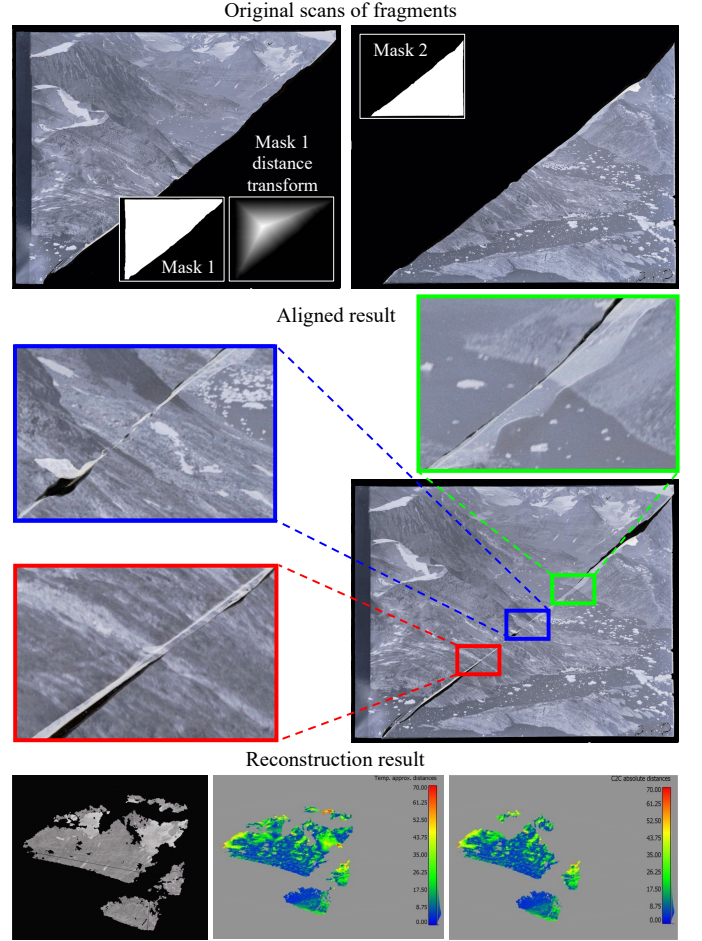 Original scans of fragments
Mask 1
distance
transform
Mask 1
Mask 2
Aligned result
Reconstruction result
Temp. approx. distances
70.00
61.25
52.50
43.75
35.00
26.25
17.50
8.75
0.00
C2C absolute distances
70.00
61.25
52.50
43.75
35.00
26.25
17.50
8.75
0.00